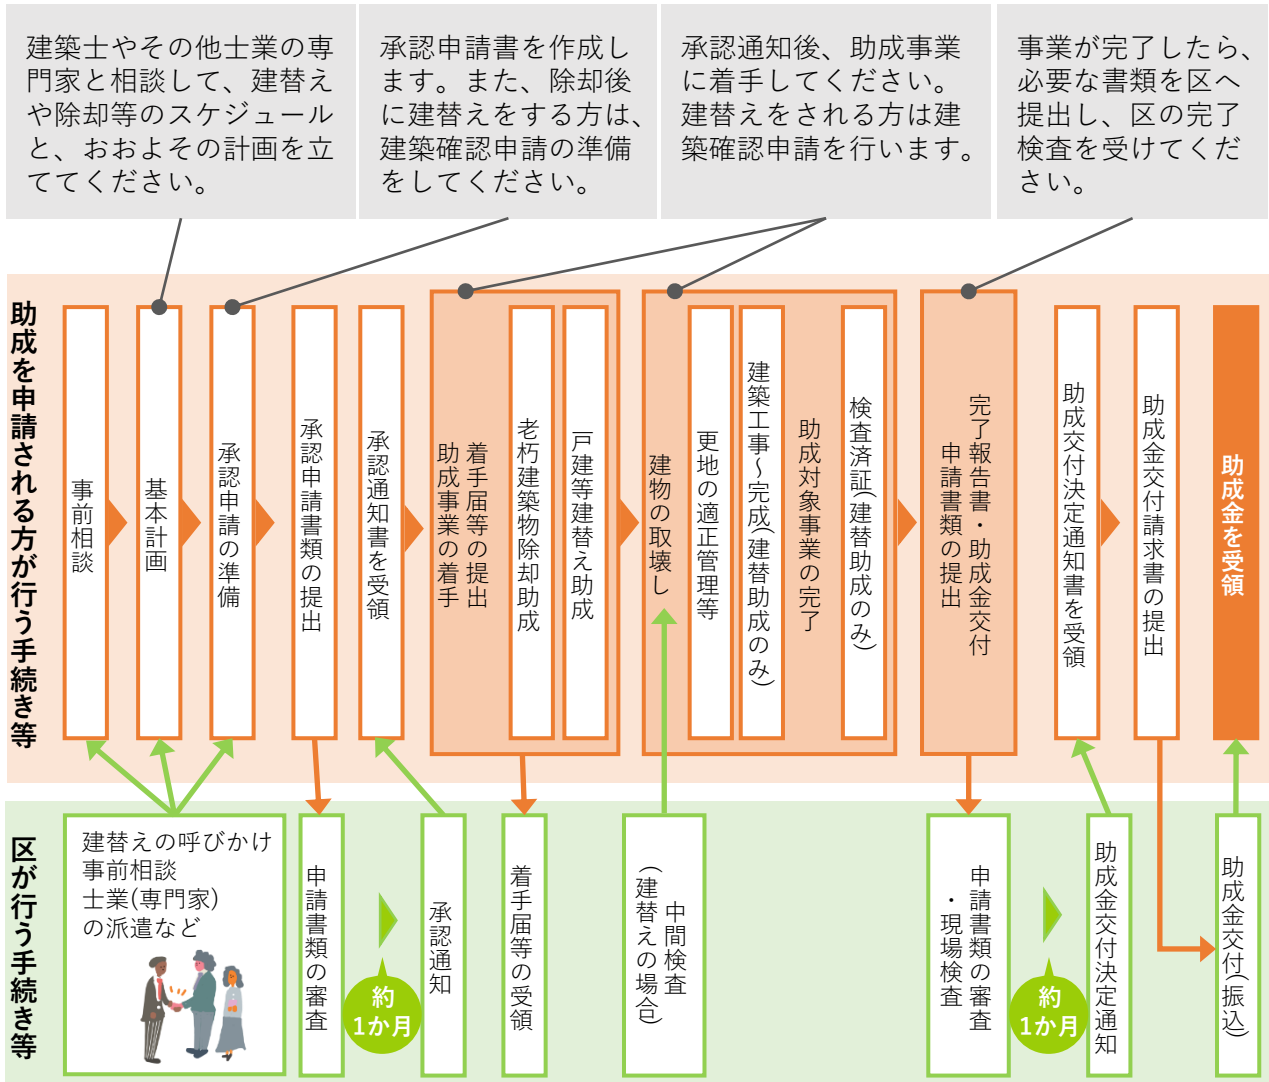 建築士やその他士業の専
門家と相談して、建替え
や除却等のスケジュール
と、おおよその計画を立
ててください。
承認申請書を作成し
ます。また、除却後
に建替えをする方は、
建築確認申請の準備
をしてください。
承認通知後、助成事業
に着手してください。
建替えをされる方は建
築確認申請を行います。
事業が完了したら、
必要な書類を区へ
提出し、区の完了
検査を受けてくだ
さい。
助成を申請される方が行う手続き等
事前相談
基本計画
承認申請の準備
承認申請書類の提出
承認通知書を受領
着手届等の提出
助成事業の着手
老朽建築物除却助成
戸建等建替え助成
建物の取壊し
更地の適正管理等
建築工事～完成(建替助成のみ)
助成対象事業の完了
検査済証(建替助成のみ)
完了報告書・助成金交付
申請書類の提出
助成交付決定通知書を受領
助成金交付請求書の提出
助成金を受領
区が行う手続き等
建替えの呼びかけ
事前相談
士業(専門家)
の派遣など
申請書類の審査
約
1か月
承認通知
着手届等の受領
中間検査
(建替えの場合)
申請書類の審査
・現場検査
約
1か月
助成金交付決定通知
助成金交付(振込)